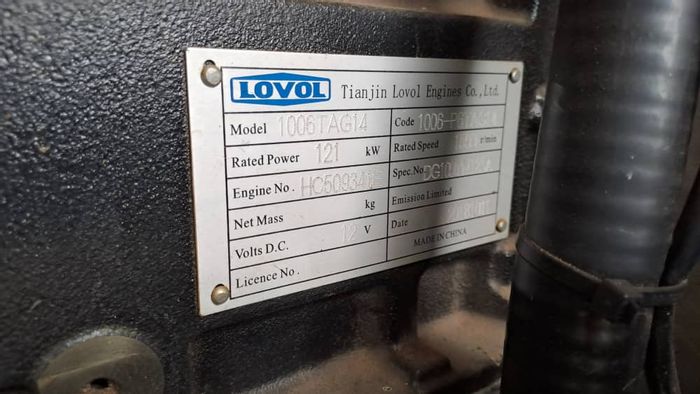 LOVOL Tianjin Lovol Engines Co.,Ltd.
Model 1006TAG14 Code
Rated Power 121 kW Rated Speed r/min
Engine No. Spec.No
Net Mass kg Emission Limited
Volts D.C. 12 V Date
Licence No. MADE IN CHINA